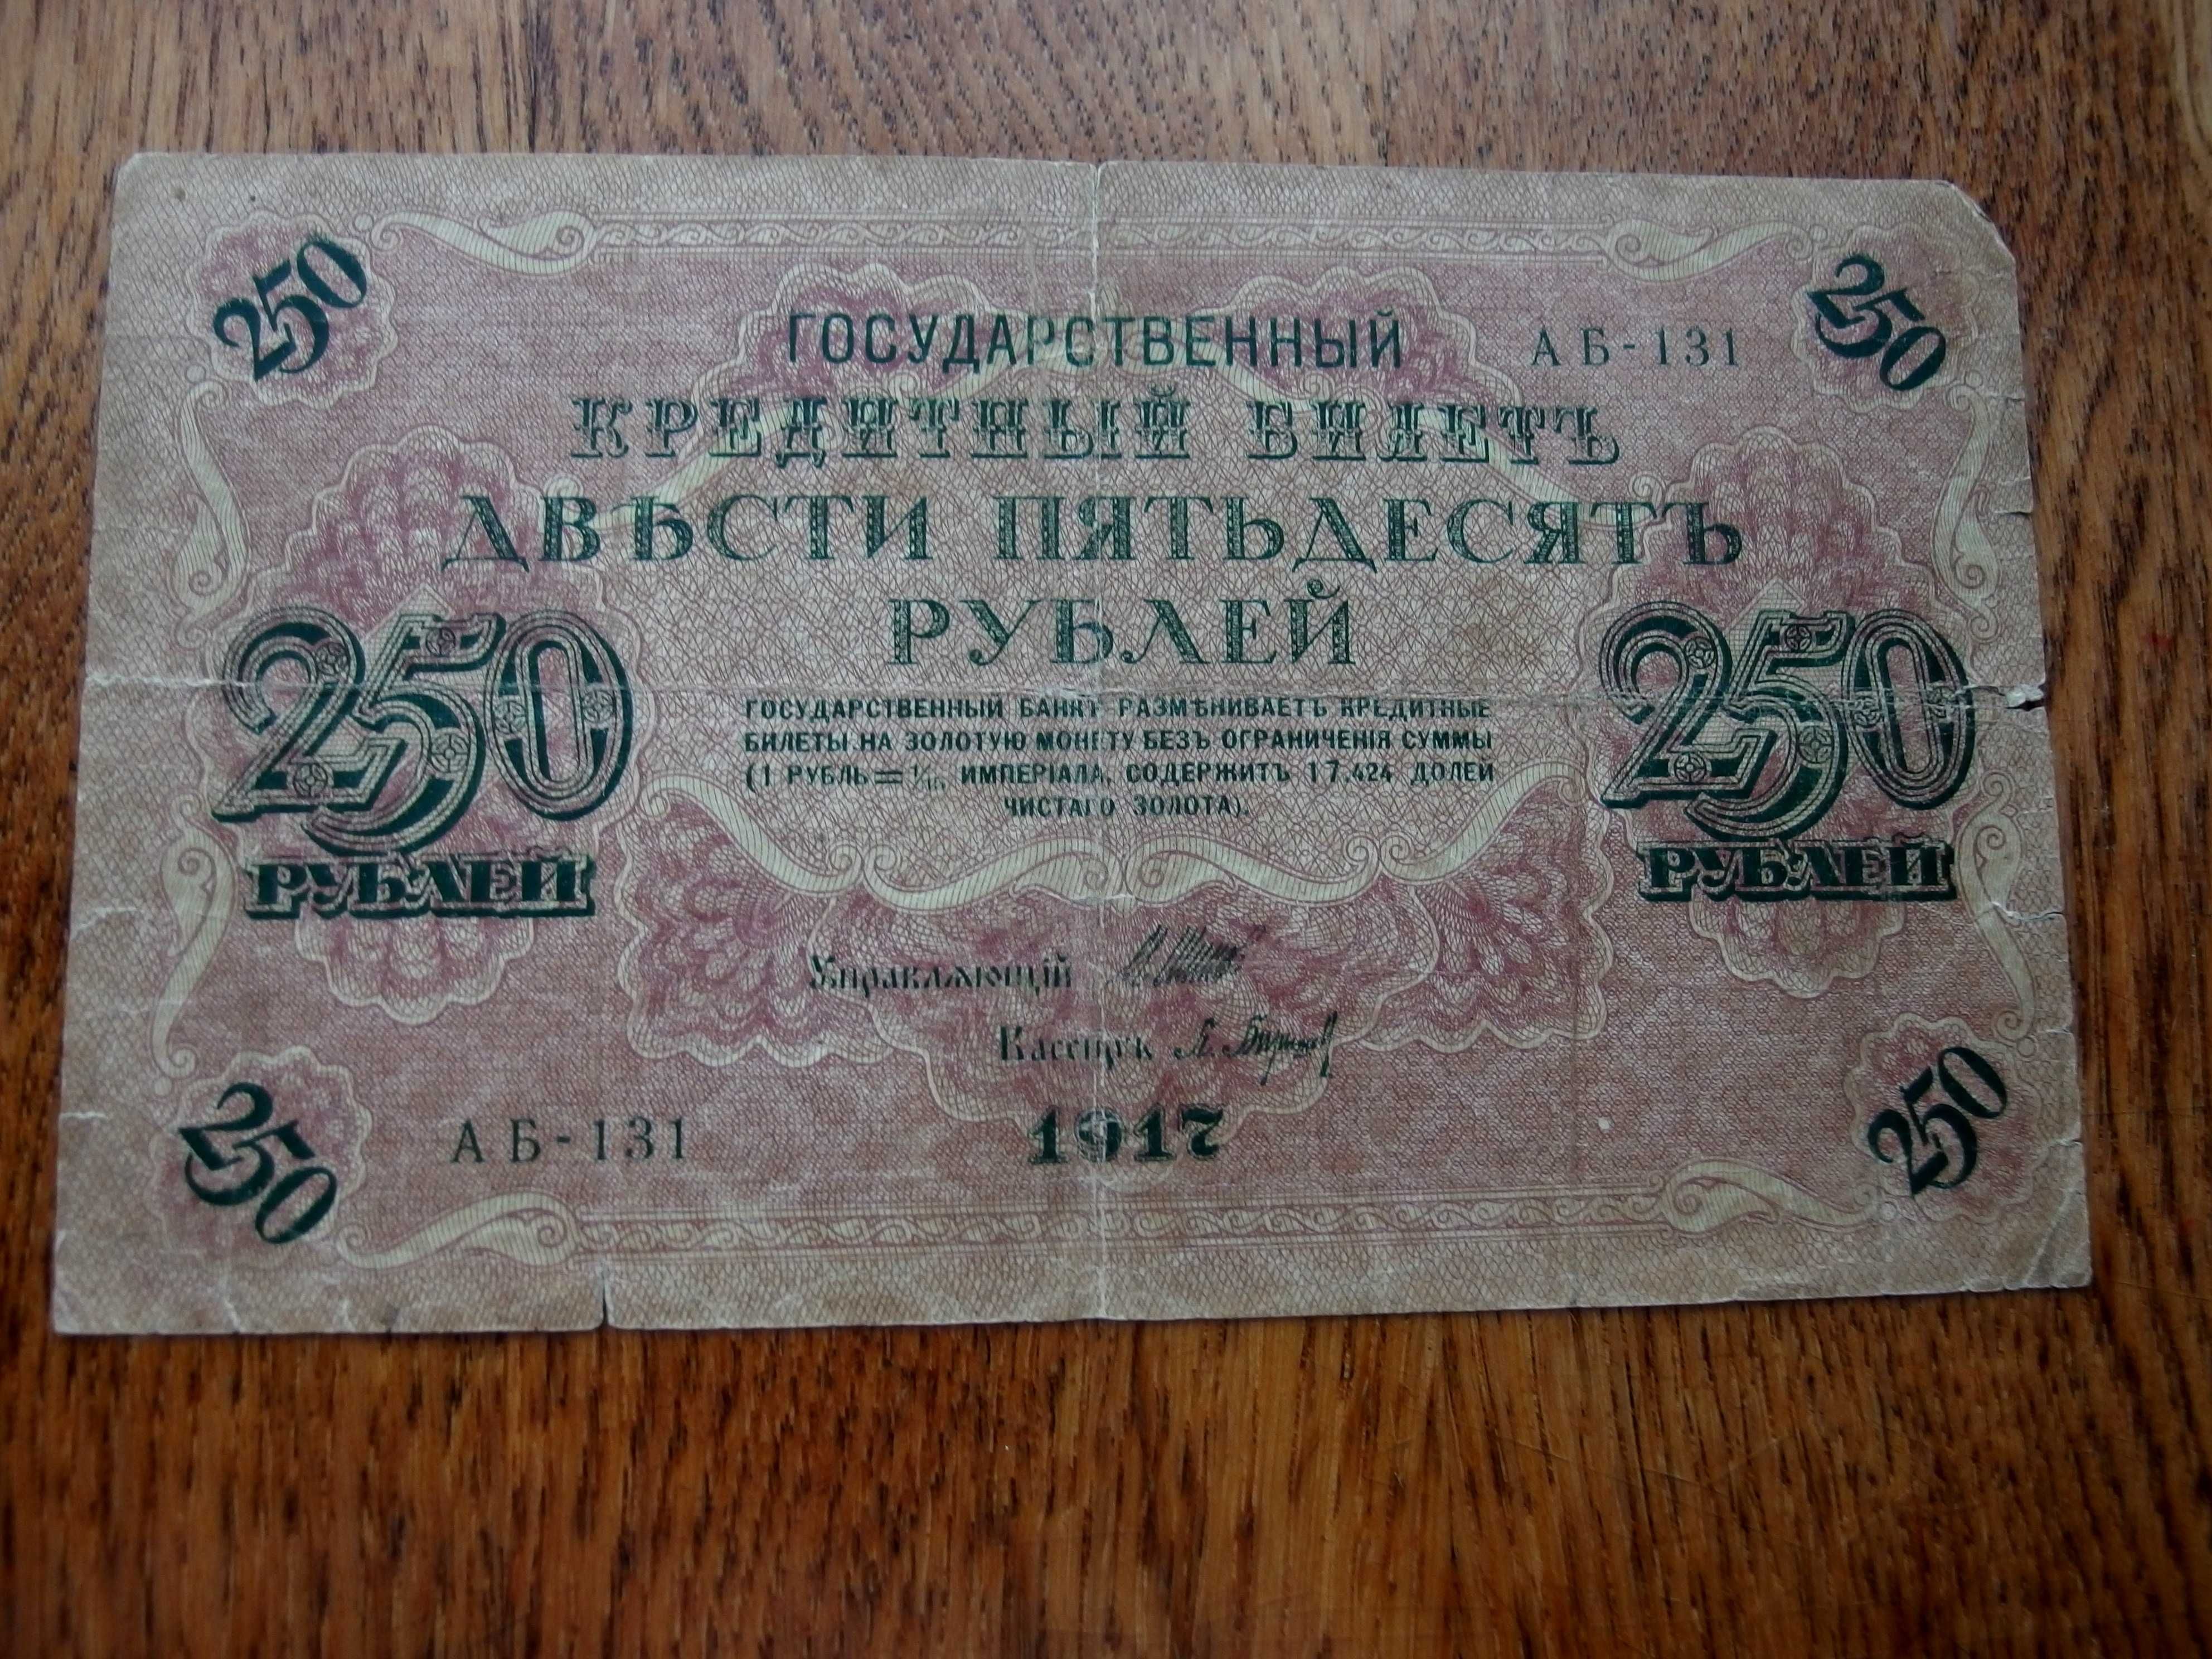 250
250
ГОСУДАРСТВЕННЫЙ
АБ-131
КРЕДИТНЫЙ БИЛЕТЪ
ДВѢСТИ ПЯТЬДЕСЯТЪ
РУБЛЕЙ
250
РУБЛЕЙ
250
РУБЛЕЙ
ГОСУДАРСТВЕННЫЙ БАНКЪ РАЗМѢНИВАЕТЪ КРЕДИТНЫЕ
БИЛЕТЫ НА ЗОЛОТУЮ МОНЕТУ БЕЗЪ ОГРАНИЧЕНІЯ СУММЫ
(1 РУБЛЬ = 1/15 ИМПЕРІАЛА, СОДЕРЖИТЪ 17,424 ДОЛЕЙ
ЧИСТАГО ЗОЛОТА).
Управляющій
Кассиръ
АБ-131
1917
250
250